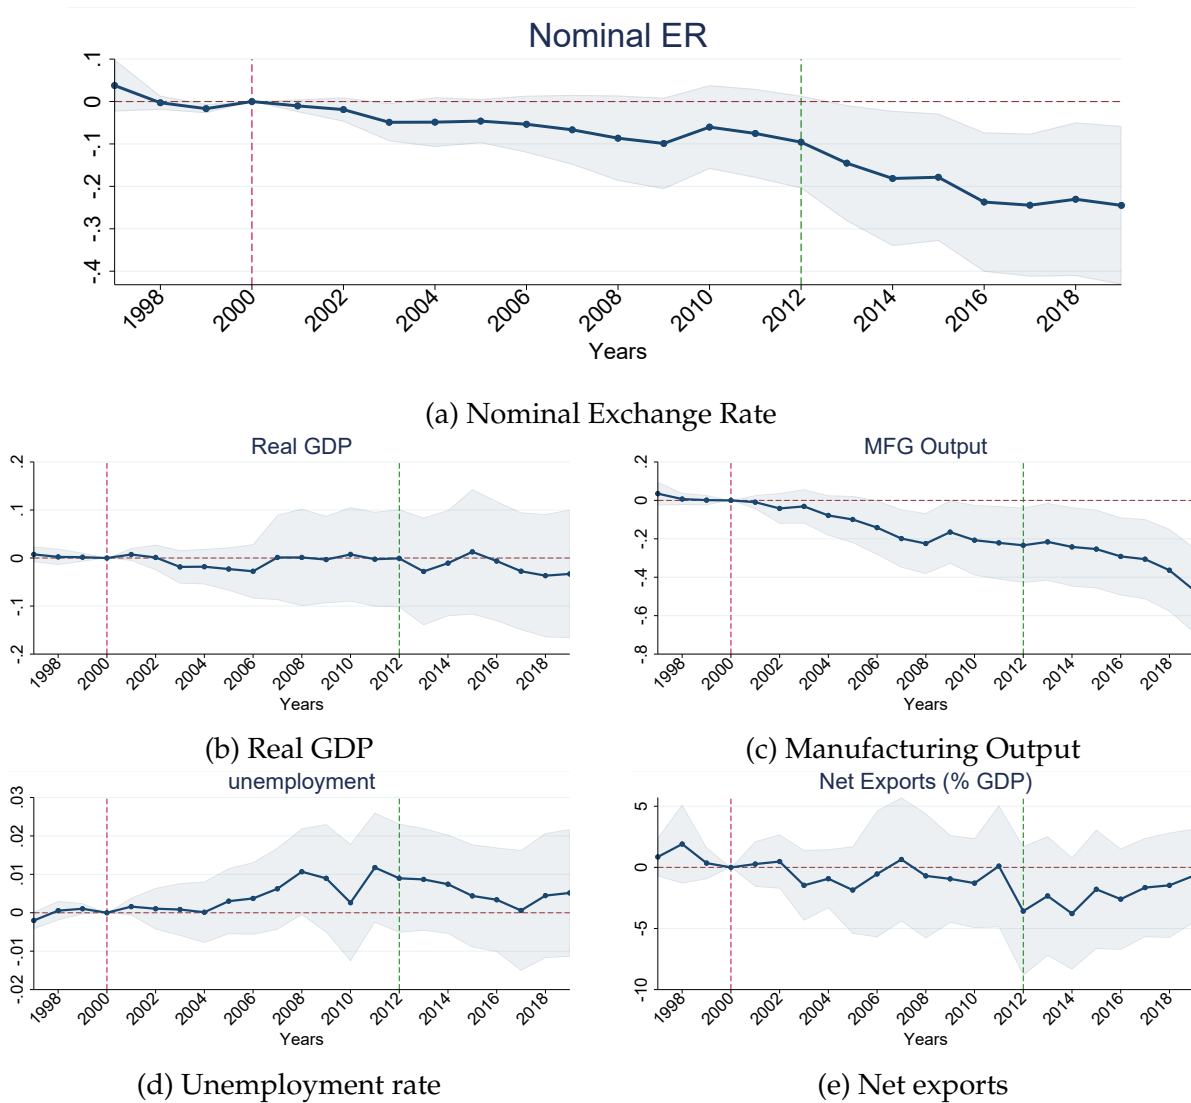 Nominal ER
.1
0
-.1
-.2
-.3
-.4
1998 2000 2002 2004 2006 2008 2010 2012 2014 2016 2018
Years
(a) Nominal Exchange Rate
Real GDP
.2
.1
0
-.1
-.2
1998 2000 2002 2004 2006 2008 2010 2012 2014 2016 2018
Years
(b) Real GDP
MFG Output
.2
0
-.2
-.4
-.6
-.8
1998 2000 2002 2004 2006 2008 2010 2012 2014 2016 2018
Years
(c) Manufacturing Output
unemployment
.03
.02
.01
0
-.01
-.02
1998 2000 2002 2004 2006 2008 2010 2012 2014 2016 2018
Years
(d) Unemployment rate
Net Exports (% GDP)
5
0
-5
-10
1998 2000 2002 2004 2006 2008 2010 2012 2014 2016 2018
Years
(e) Net exports